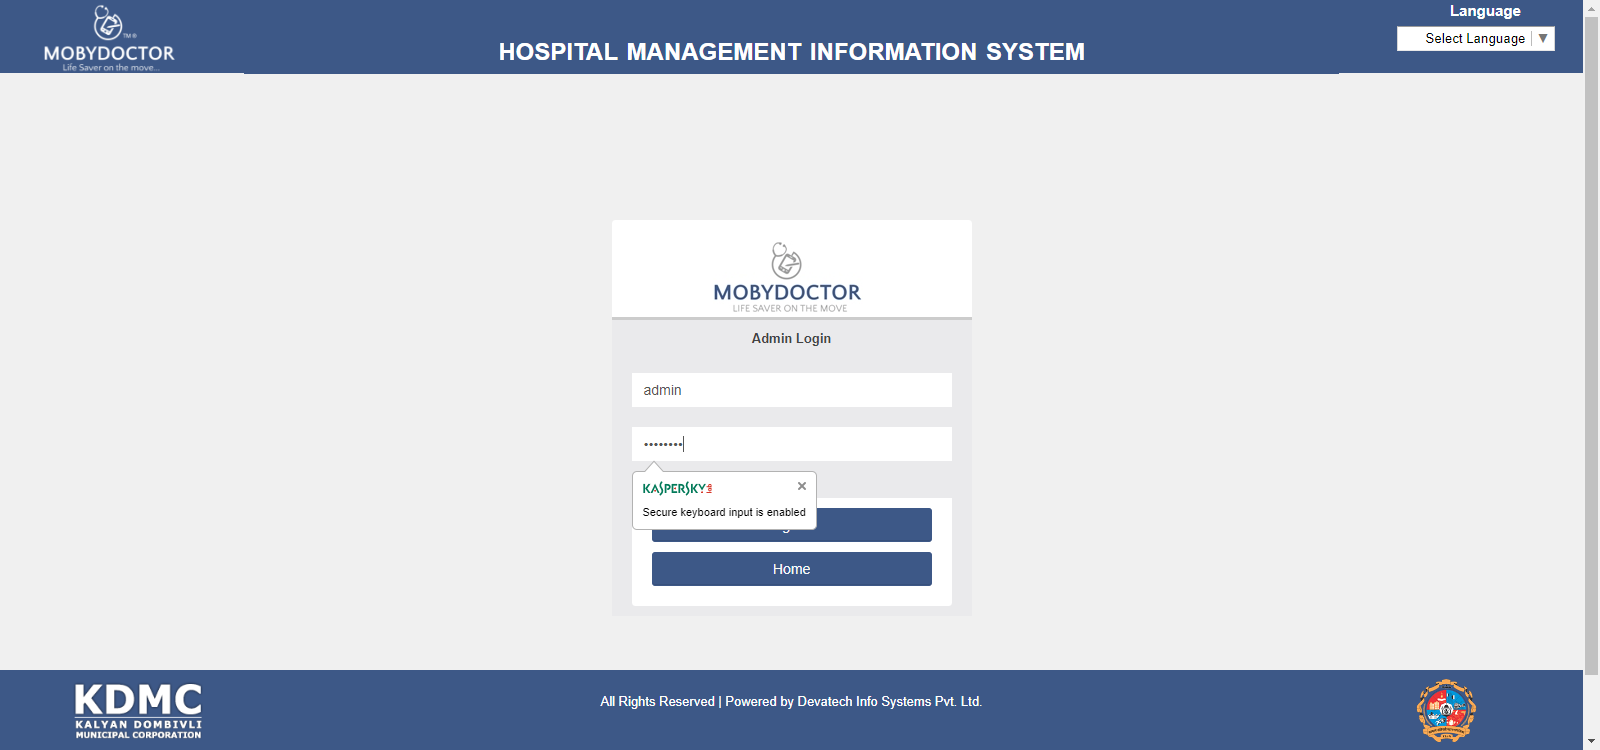 Language
TM ®
MOBYDOCTOR
Life Saver on the move...
HOSPITAL MANAGEMENT INFORMATION SYSTEM
Select Language
MOBYDOCTOR
LIFE SAVER ON THE MOVE
Admin Login
admin
KASPERSKY
Secure keyboard input is enabled
Home
KDMC
KALYAN DOMBIVLI
MUNICIPAL CORPORATION
All Rights Reserved | Powered by Devatech Info Systems Pvt. Ltd.